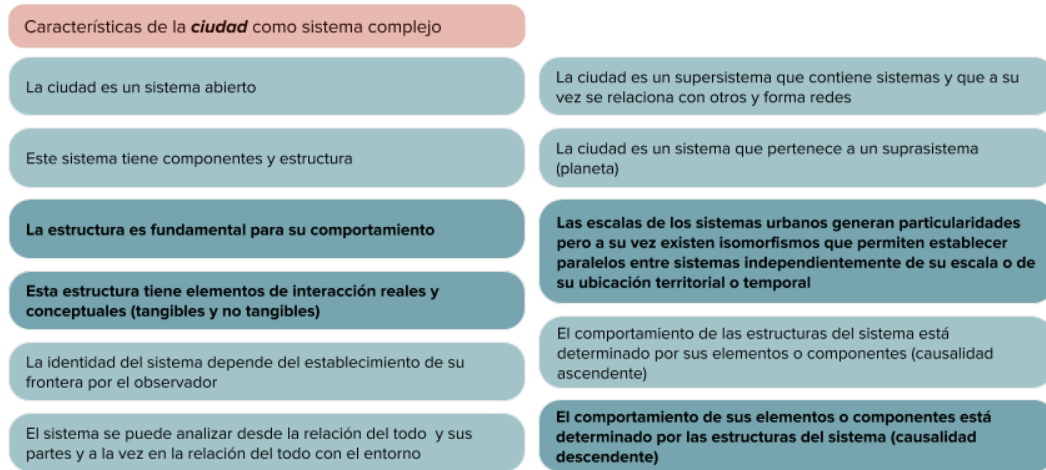 Características de la ciudad como sistema complejo
La ciudad es un sistema abierto
Este sistema tiene componentes y estructura
La estructura es fundamental para su comportamiento
Esta estructura tiene elementos de interacción reales y
conceptuales (tangibles y no tangibles)
La identidad del sistema depende del establecimiento de su
frontera por el observador
El sistema se puede analizar desde la relación del todo y sus
partes y a la vez en la relación del todo con el entorno
La ciudad es un supersistema que contiene sistemas y que a su
vez se relaciona con otros y forma redes
La ciudad es un sistema que pertenece a un suprasistema
(planeta)
Las escalas de los sistemas urbanos generan particularidades
pero a su vez existen isomorfismos que permiten establecer
paralelos entre sistemas independientemente de su escala o de
su ubicación territorial o temporal
El comportamiento de las estructuras del sistema está
determinado por sus elementos o componentes (causalidad
ascendente)
El comportamiento de sus elementos o componentes está
determinado por las estructuras del sistema (causalidad
descendente)